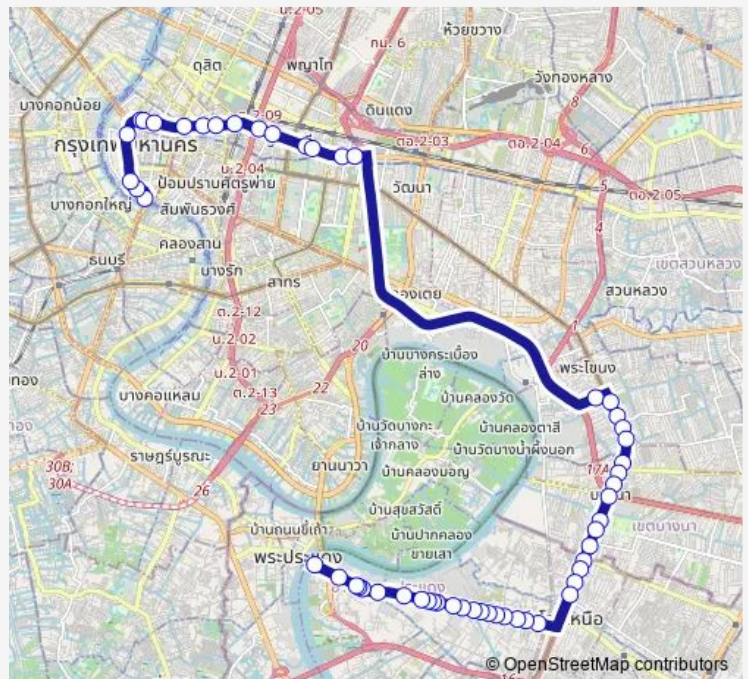 น.2-05
กม. 6
ห้วยขวาง
ดุสิต
พญาไท
วังทองหลาง
บางกอกน้อย
ดินแดง
8
2-09
ตอ.2-03
ตอ.2-04
6
กรุงเทพมหานคร
น.2-04
5
ป้อมปราบศัตรูพ่าย
วัฒนา
ตอ.2-05
บางกอกใหญ่
สัมพันธวงศ์
4
คลองสาน
เขตสวนหลวง
ธนบุรี
บางรัก
สาทร
องเตย
สวนหลวง
ต.2-12
1
น.2-02
20
บ้านบางกะเบื้อง
ล่าง
พระโขนง
ทอง
น.2-01
22
บางคอแหลม
ต.2-13
บ้านคลองวัด
23
บ้านวัดบางกะ
เจ้ากลาง
บ้านคลองตาสี
ราษฎร์บูรณะ
บ้านวัดบางน้ำผึ้งนอก
30B;
30A
ยานนาวา
บ้านคลองมอญ
17A
26
บ้านสุขสวัสดิ์
เขตบางนา
บ้านถนนขี่เถ้า
บ้านปากคลอง
ขายเสา
พระประแดง
ะแดง
เหนือ
16
© OpenStreetMap contributors